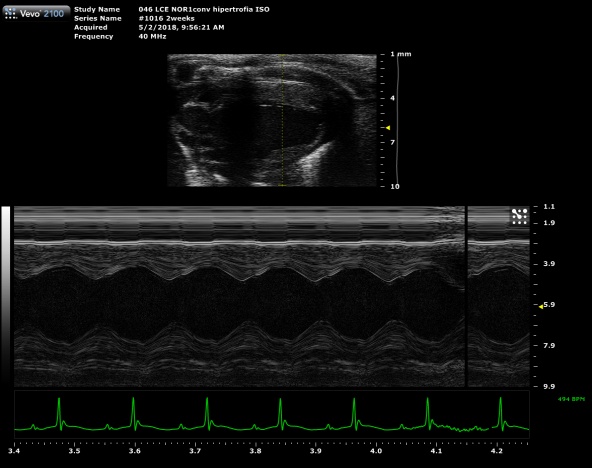 Vevo 2100
Study Name 046 LCE NOR1conv hipertrofia ISO
Series Name #1016 2weeks
Acquired 5/2/2018, 9:56:21 AM
Frequency 40 MHz
1 mm
4
7
10
1.1
1.9
3.9
5.9
7.9
9.9
494 BPM
3.4 3.5 3.6 3.7 3.8 3.9 4.0 4.1 4.2